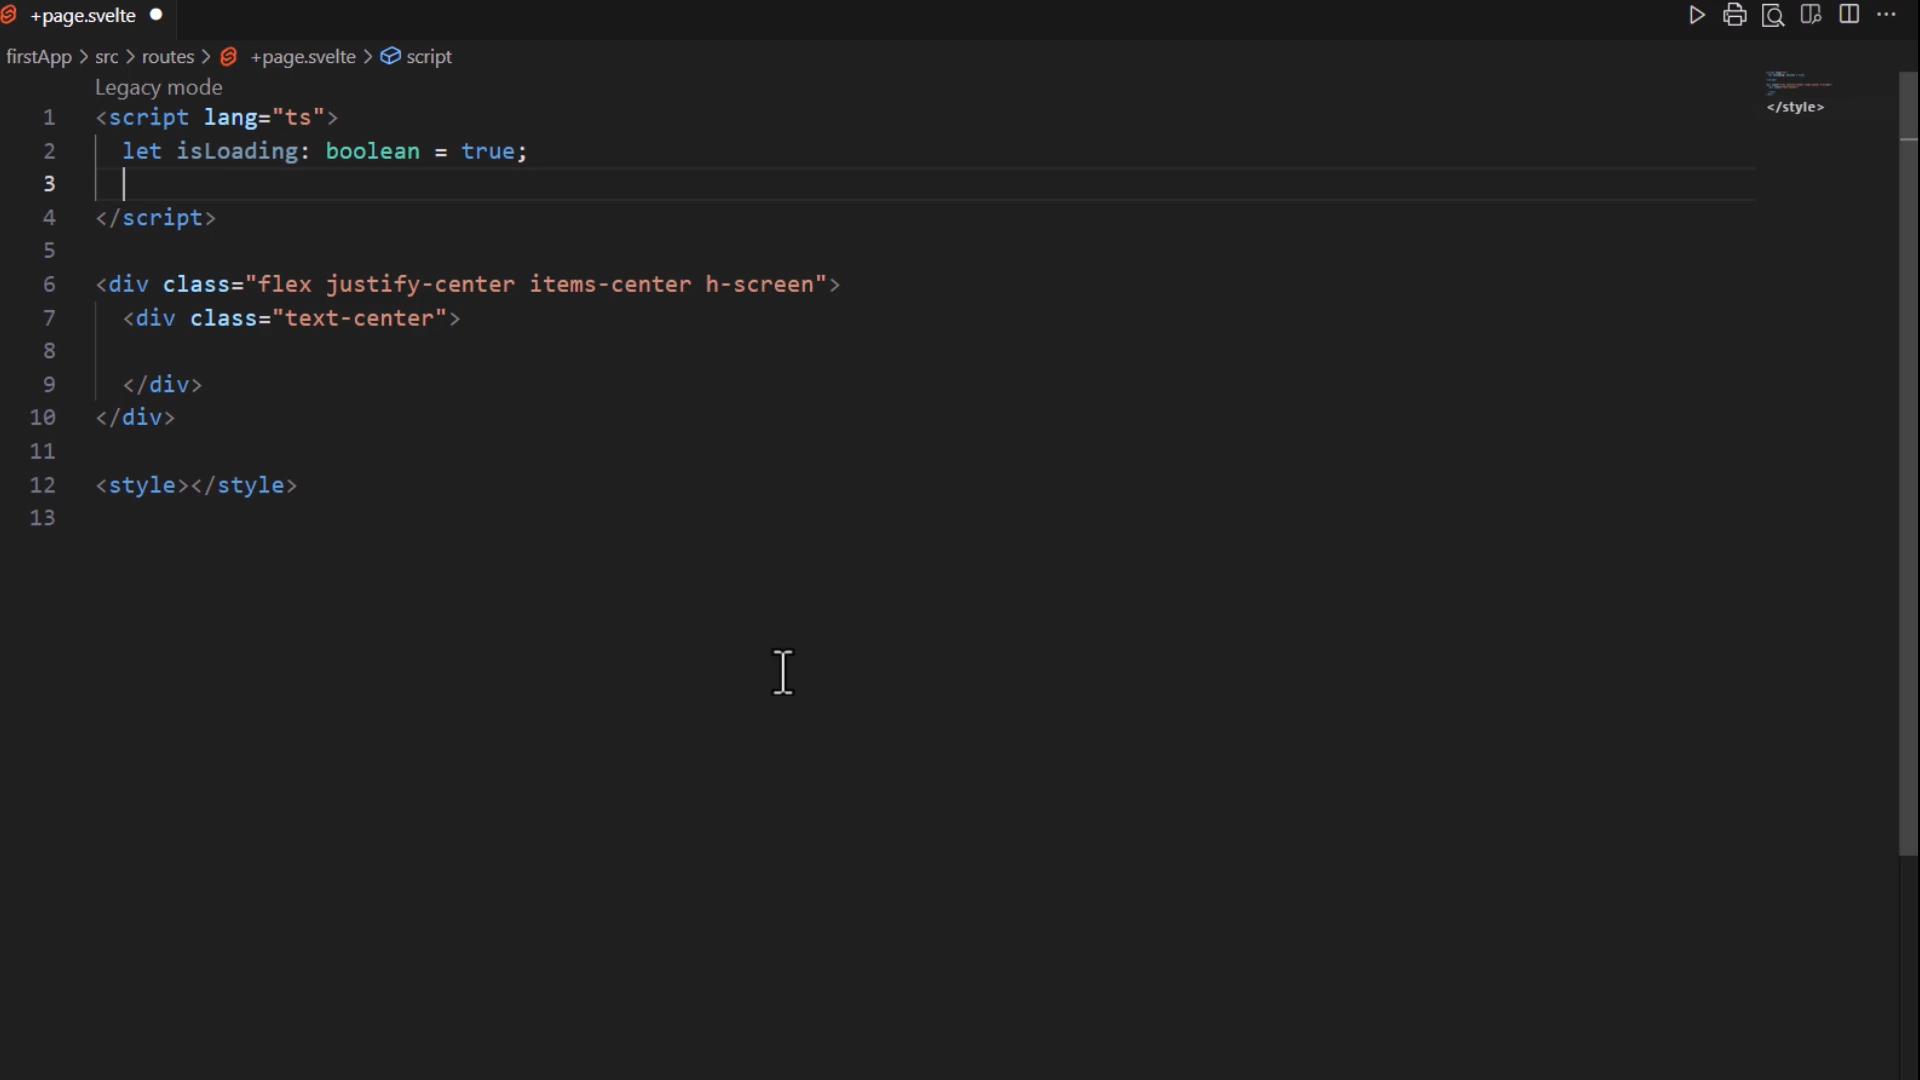 +page.svelte
firstApp > src > routes > +page.svelte > script
Legacy mode
1 <script lang="ts">
2 let isLoading: boolean = true;
3
4 </script>
5
6 <div class="flex justify-center items-center h-screen">
7 <div class="text-center">
8
9 </div>
10 </div>
11
12 <style></style>
13
</style>